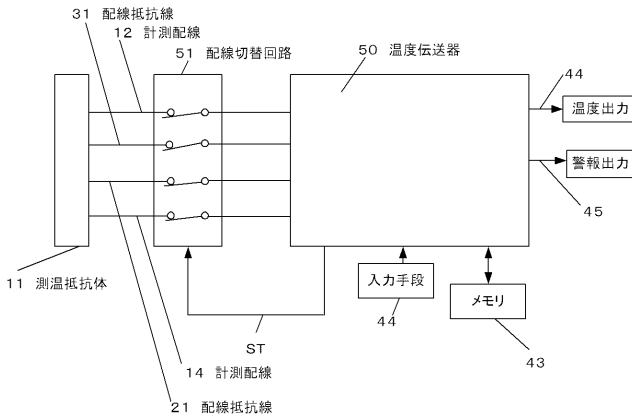 31 配線抵抗線
12 計測配線
51 配線切替回路
50 温度伝送器
44
温度出力
警報出力
45
11 測温抵抗体
入力手段
44
メモリ
43
ST
14 計測配線
21 配線抵抗線